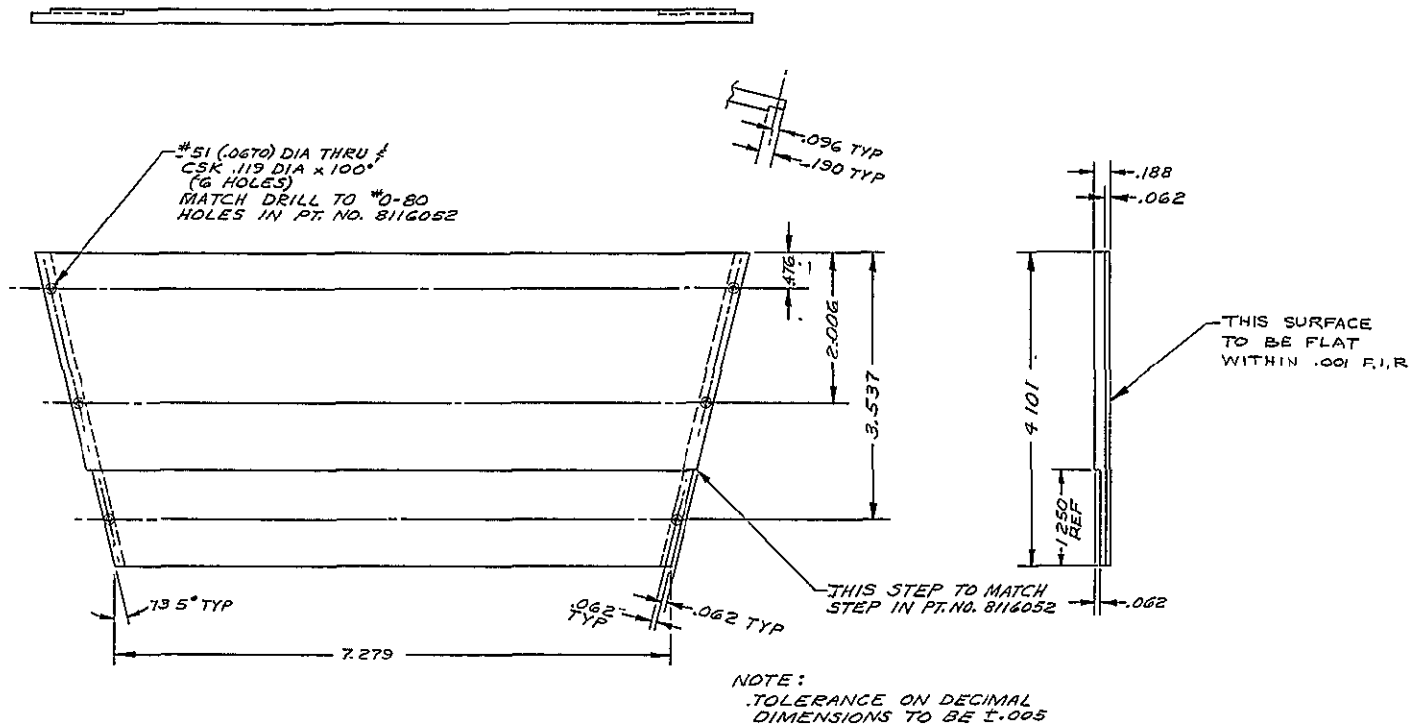 #51 (.0670) DIA THRU &
CSK .119 DIA x 100°
(6 HOLES)
MATCH DRILL TO #0-80
HOLES IN PT. NO. 8116052
.096 TYP
.190 TYP
.188
.062
.476
2.006
3.537
4 101
THIS SURFACE
TO BE FLAT
WITHIN .001 F.I.R
1250
REF
13 5° TYP
.062
TYP
.062 TYP
THIS STEP TO MATCH
STEP IN PT. NO. 8116052
.062
7.279
NOTE:
TOLERANCE ON DECIMAL
DIMENSIONS TO BE ±.005